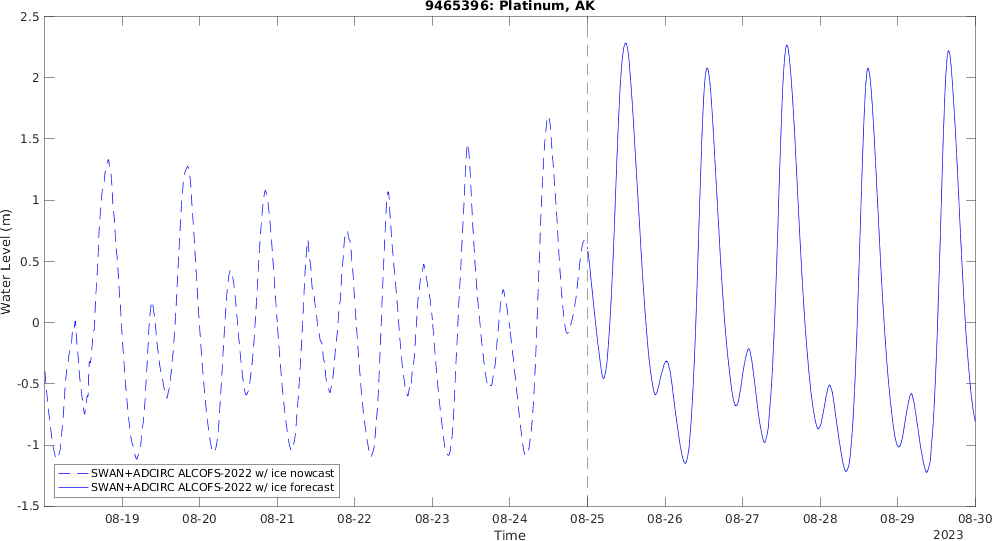 9465396: Platinum, AK
2.5
2
1.5
1
0.5
0
-0.5
-1
-1.5
Water Level (m)
SWAN+ADCIRC ALCOFS-2022 w/ ice nowcast
SWAN+ADCIRC ALCOFS-2022 w/ ice forecast
08-19 08-20 08-21 08-22 08-23 08-24 08-25 08-26 08-27 08-28 08-29 08-30
Time
2023